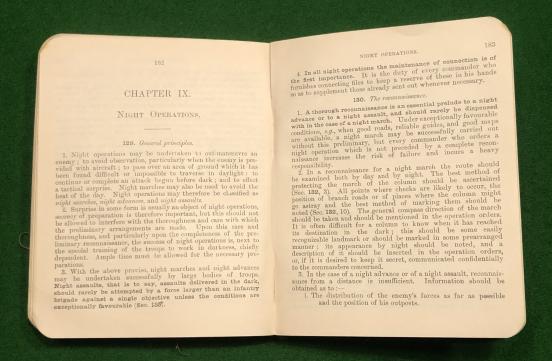 182
CHAPTER IX.
NIGHT OPERATIONS.
129. General principles.
1. Night operations may be undertaken to out-manœuvre an
enemy; to avoid observation, particularly when the enemy is pro-
vided with aircraft; to pass over an area of ground which it has
been found difficult or impossible to traverse in daylight; to
continue or complete an attack begun before dark; and to effect
a tactical surprise. Night marches may also be used to avoid the
heat of the day. Night operations may therefore be classified as
night marches, night advances, and night assaults.
2. Surprise in some form is usually an object of night operations,
secrecy of preparation is therefore important, but this should not
be allowed to interfere with the thoroughness and care with which
the preliminary arrangements are made. Upon this care and
thoroughness, and particularly upon the completeness of the pre-
liminary reconnaissance, the success of night operations, is next to
the special training of the troops to work in darkness, chiefly
dependent. Ample time must be allowed for the necessary pre-
parations.
3. With the above proviso, night marches and night advances
may be undertaken successfully by large bodies of troops.
Night assaults, that is to say, assaults delivered in the dark,
should rarely be attempted by a force larger than an infantry
brigade against a single objective unless the conditions are
exceptionally favourable (Sec.
NIGHT OPERATIONS. 183
4. In all night operations the maintenance of connection is of
the first importance. It is the duty of every commander who
furnishes connecting files to keep a reserve of these in his hands
so as to supplement those already sent out whenever necessary.
130. The reconnaissance.
1. A thorough reconnaissance is an essential prelude to a night
advance or to a night assault, and should rarely be dispensed
with in the case of a night march. Under exceptionally favourable
conditions, e.g., when good roads, reliable guides, and good maps
are available, a night march may be successfully carried out
without this preliminary, but every commander who orders a
night operation which is not preceded by a complete recon-
naissance increases the risk of failure and incurs a heavy
responsibility.
2. In a reconnaissance for a night march the route should
be examined both by day and by night. The best method of
protecting the march of the column should be ascertained
(Sec. 132, 3). All points where checks are likely to occur, the
position of branch roads or of places where the column might
go astray and the best method of marking them should be
noted (Sec. 132, 10). The general compass direction of the march
should be taken and should be mentioned in the operation orders.
It is often difficult for a column to know when it has reached
its destination in the dark; this should be some easily
recognisable landmark or should be marked in some prearranged
manner; its appearance by night should be noted, and a
description of it should be inserted in the operation orders,
or, if it is desired to keep it secret, communicated confidentially
to the commanders concerned.
3. In the case of a night advance or of a night assault, reconnais-
sance from a distance is insufficient. Information should be
obtained as to:—
i. The distribution of the enemy's forces as far as possible
and the position of his outposts.